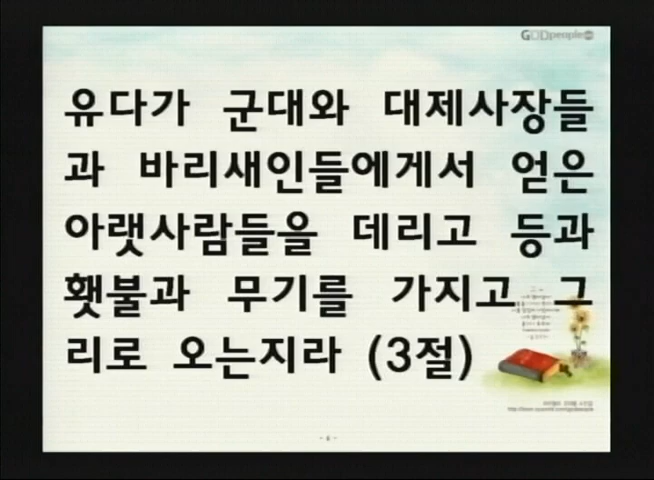 GODpeople
유다가 군대와 대제사장들
과 바리새인들에게서 얻은
아랫사람들을 데리고 등과
횃불과 무기를 가지고 그
리로 오는지라 (3절)